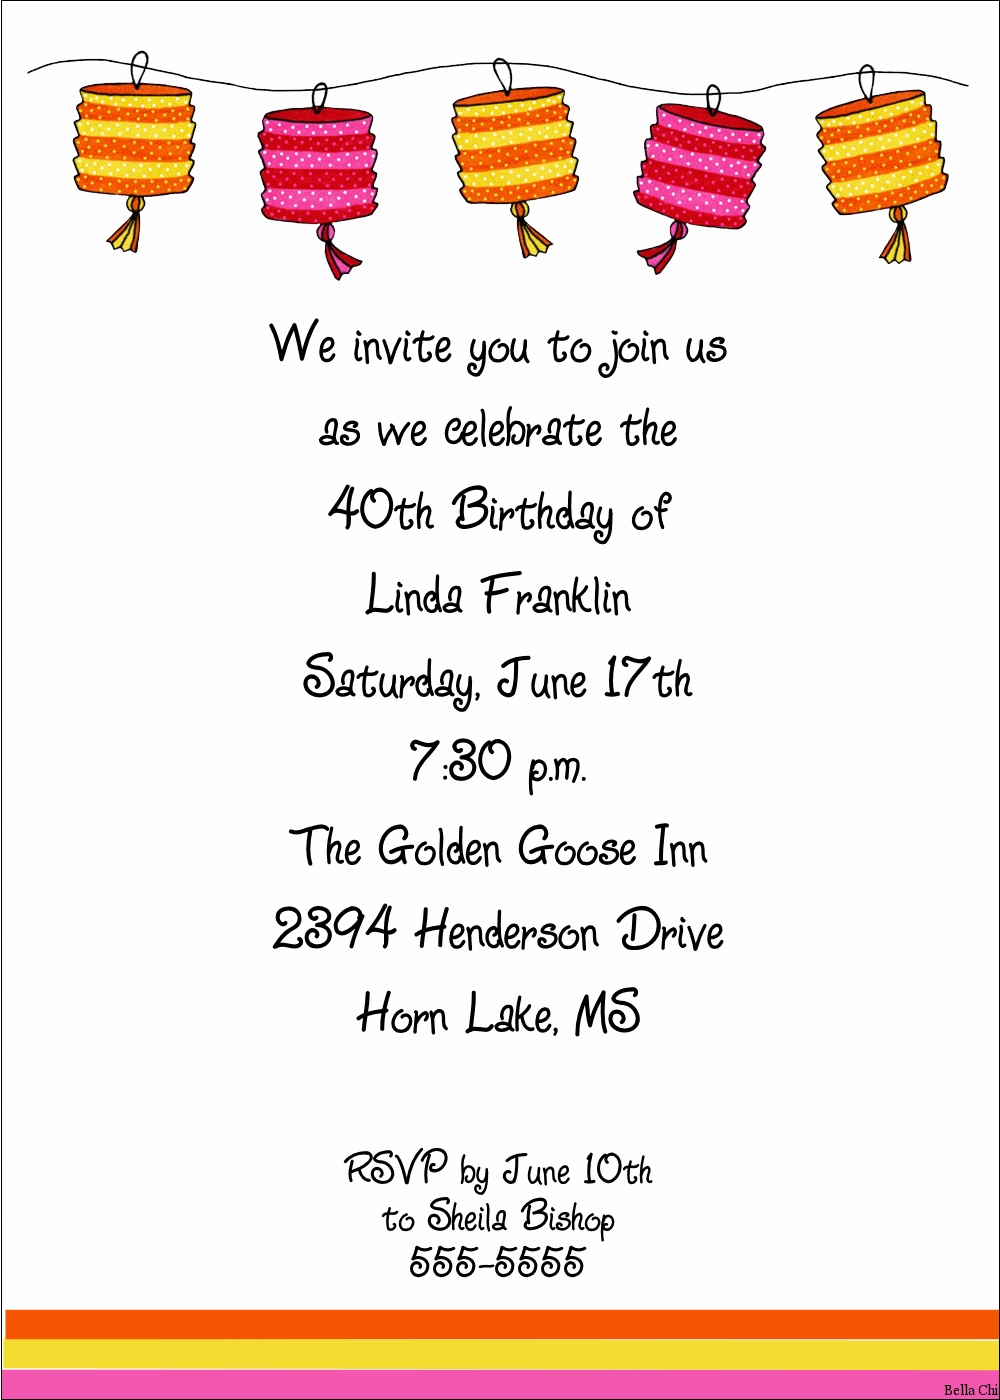 We invite you to join us
as we celebrate the
40th Birthday of
Linda Franklin
Saturday, June 17th
7:30 p.m.
The Golden Goose Inn
2394 Henderson Drive
Horn Lake, MS
RSVP by June 10th
to Sheila Bishop
555-5555
Bella Chi